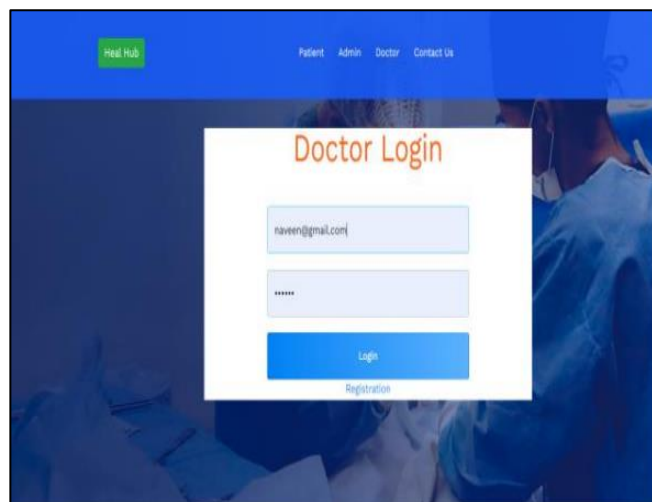 Heal Hub
Patient Admin Doctor Contact Us
Doctor Login
naveen@gmail.com
••••••
Login
Registration